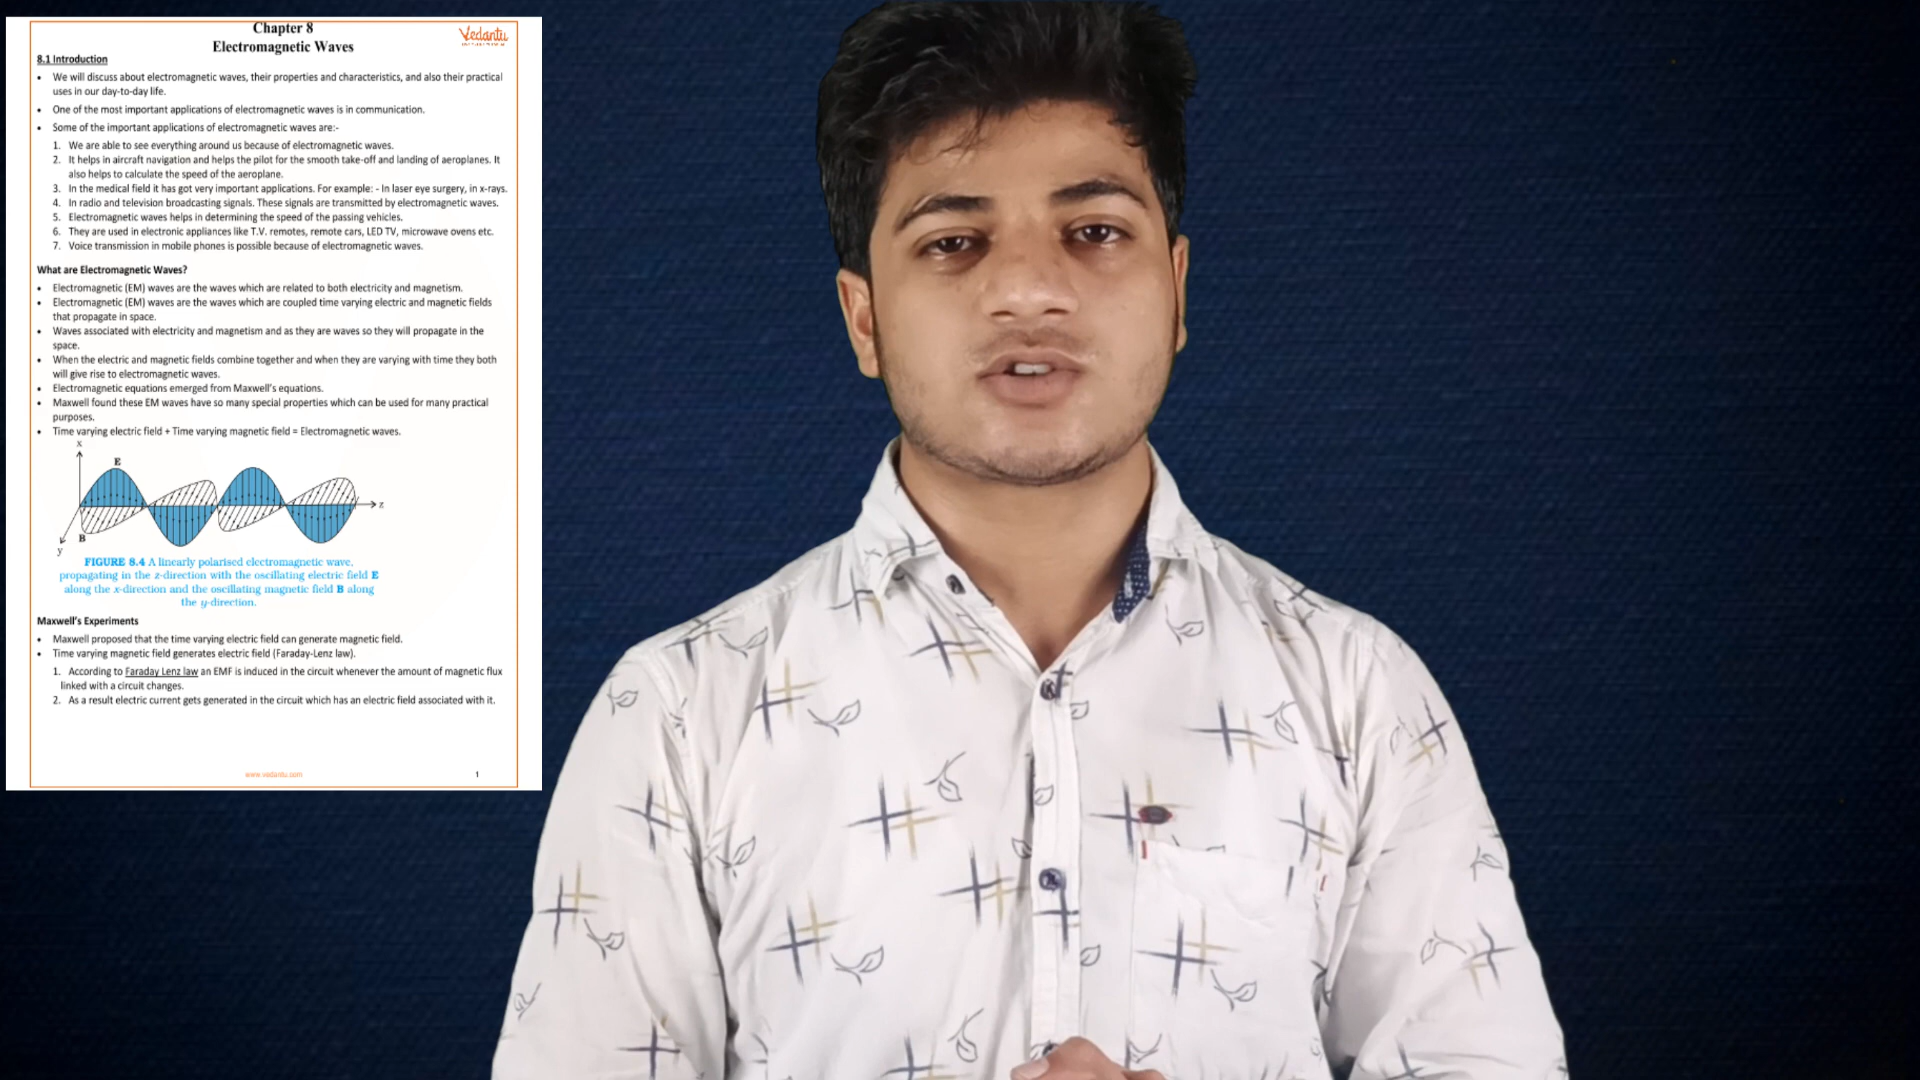 Chapter 8
Vedantu
Electromagnetic Waves
8.1 Introduction
• We will discuss about electromagnetic waves, their properties and characteristics, and also their practical
uses in our day-to-day life.
• One of the most important applications of electromagnetic waves is in communication.
• Some of the important applications of electromagnetic waves are:-
1. We are able to see everything around us because of electromagnetic waves.
2. It helps in aircraft navigation and helps the pilot for the smooth take-off and landing of aeroplanes. It
also helps to calculate the speed of the aeroplane.
3. In the medical field it has got very important applications. For example: - In laser eye surgery, in x-rays.
4. In radio and television broadcasting signals. These signals are transmitted by electromagnetic waves.
5. Electromagnetic waves helps in determining the speed of the passing vehicles.
6. They are used in electronic appliances like T.V. remotes, remote cars, LED TV, microwave ovens etc.
7. Voice transmission in mobile phones is possible because of electromagnetic waves.
What are Electromagnetic Waves?
• Electromagnetic (EM) waves are the waves which are related to both electricity and magnetism.
• Electromagnetic (EM) waves are the waves which are coupled time varying electric and magnetic fields
that propagate in space.
• Waves associated with electricity and magnetism and as they are waves so they will propagate in the
space.
• When the electric and magnetic fields combine together and when they are varying with time they both
will give rise to electromagnetic waves.
• Electromagnetic equations emerged from Maxwell's equations.
• Maxwell found these EM waves have so many special properties which can be used for many practical
purposes.
• Time varying electric field + Time varying magnetic field = Electromagnetic waves.
x
E
z
B
y
FIGURE 8.4 A linearly polarised electromagnetic wave,
propagating in the z-direction with the oscillating electric field E
along the x-direction and the oscillating magnetic field B along
the y-direction.
Maxwell's Experiments
• Maxwell proposed that the time varying electric field can generate magnetic field.
• Time varying magnetic field generates electric field (Faraday-Lenz law).
1. According to Faraday Lenz law an EMF is induced in the circuit whenever the amount of magnetic flux
linked with a circuit changes.
2. As a result electric current gets generated in the circuit which has an electric field associated with it.
www.vedantu.com 1